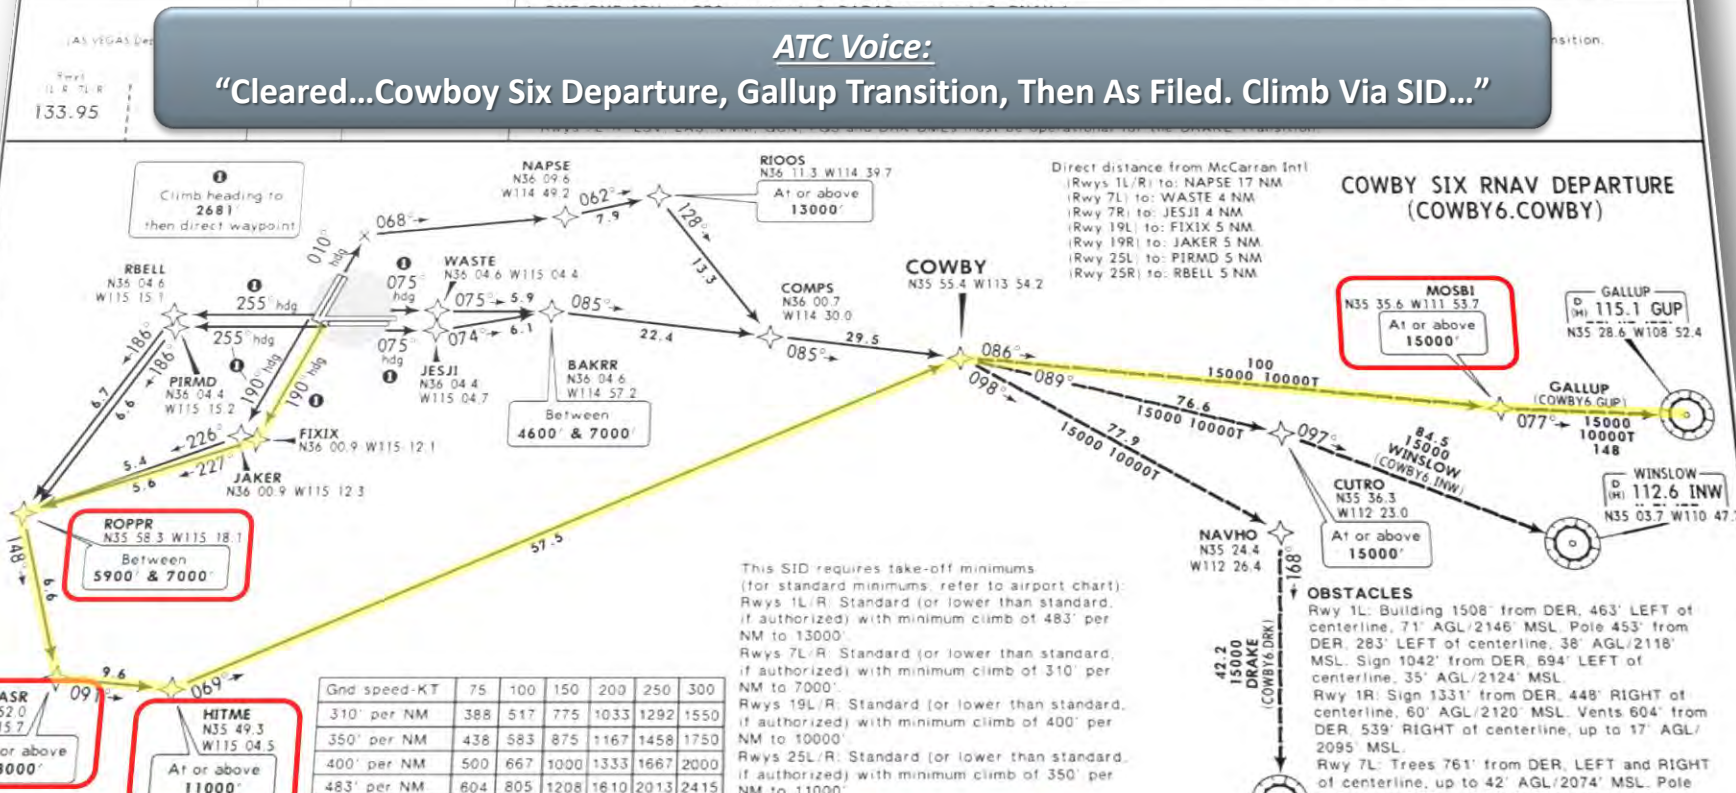 (AS VEGAS Dep
133.95
ATC Voice:
“Cleared…Cowboy Six Departure, Gallup Transition, Then As Filed. Climb Via SID…”
nsition.
Climb heading to
2681'
then direct waypoint
NAPSE
N36 09.6
W114 49.2
RIOOS
N36 11.3 W114 39.7
At or above
13000'
Direct distance from McCarran Intl
(Rwys 1L/R) to: NAPSE 17 NM
(Rwy 7L) to: WASTE 4 NM
(Rwy 7R) to: JESJI 4 NM
(Rwy 19L) to: FIXIX 5 NM
(Rwy 19R) to: JAKER 5 NM
(Rwy 25L) to: PIRMD 5 NM
(Rwy 25R) to: RBELL 5 NM
COWBY SIX RNAV DEPARTURE
(COWBY6.COWBY)
010° hdg
068°
062°
7.9
128°
13.3
RBELL
N36 04.6
W115 15.1
255° hdg
255° hdg
WASTE
N36 04.6 W115 04.4
075°
hdg
075°
5.9
085°
074°
6.1
075°
hdg
JESJI
N36 04.4
W115 04.7
22.4
COMPS
N36 00.7
W114 30.0
085°
29.5
COWBY
N35 55.4 W113 54.2
MOSBI
N35 35.6 W111 53.7
At or above
15000'
GALLUP
D
(H) 115.1 GUP
N35 28.6 W108 52.4
186°
186°
6.7
6.6
PIRMD
N36 04.4
W115 15.2
190° hdg
190° hdg
BAKRR
N36 04.6
W114 57.2
Between
4600' & 7000'
086°
100
15000 10000T
089°
76.6
15000 10000T
098°
77.9
15000 10000T
GALLUP
(COWBY6.GUP)
077°
15000
10000T
148
226°
5.4
227°
5.6
FIXIX
N36 00.9 W115 12.1
JAKER
N36 00.9 W115 12.3
097°
84.5
15000
WINSLOW
(COWBY6.INW)
CUTRO
N35 36.3
W112 23.0
At or above
15000'
WINSLOW
D
(H) 112.6 INW
N35 03.7 W110 47.
ROPPR
N35 58.3 W115 18.1
Between
5900' & 7000'
148°
6.6
57.5
NAVHO
N35 24.4
W112 26.4
168°
42.2
15000
DRAKE
(COWBY6.DRK)
This SID requires take-off minimums
(for standard minimums, refer to airport chart):
Rwys 1L/R: Standard (or lower than standard,
if authorized) with minimum climb of 483' per
NM to 13000'.
Rwys 7L/R: Standard (or lower than standard,
if authorized) with minimum climb of 310' per
NM to 7000'.
Rwys 19L/R: Standard (or lower than standard,
if authorized) with minimum climb of 400' per
NM to 10000'.
Rwys 25L/R: Standard (or lower than standard,
if authorized) with minimum climb of 350' per
NM to 11000'.
OBSTACLES
Rwy 1L: Building 1508' from DER, 463' LEFT of
centerline, 71' AGL/2146' MSL. Pole 453' from
DER, 283' LEFT of centerline, 38' AGL/2118'
MSL. Sign 1042' from DER, 694' LEFT of
centerline, 35' AGL/2124' MSL.
Rwy 1R: Sign 1331' from DER, 448' RIGHT of
centerline, 60' AGL/2120' MSL. Vents 604' from
DER, 539' RIGHT of centerline, up to 17' AGL/
2095' MSL.
Rwy 7L: Trees 761' from DER, LEFT and RIGHT
of centerline, up to 42' AGL/2074' MSL. Pole
ASR
52.0
15.7
or above
8000'
9.6
091°
069°
HITME
N35 49.3
W115 04.5
At or above
11000'
Gnd speed-KT 75 100 150 200 250 300
310' per NM 388 517 775 1033 1292 1550
350' per NM 438 583 875 1167 1458 1750
400' per NM 500 667 1000 1333 1667 2000
483' per NM 604 805 1208 1610 2013 2415